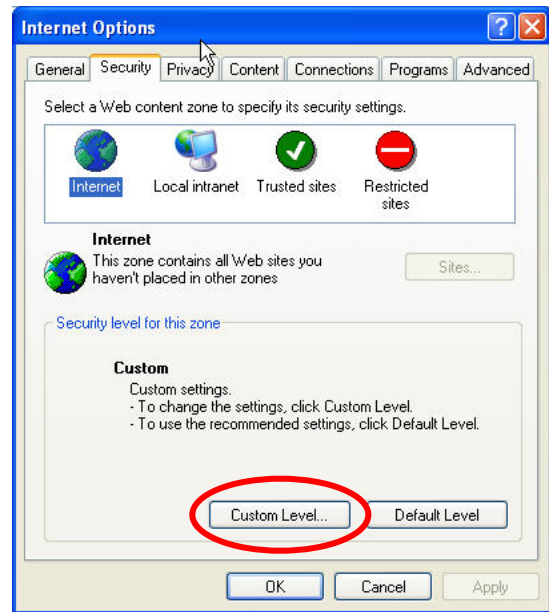 Internet Options
General Security Privacy Content Connections Programs Advanced
Select a Web content zone to specify its security settings.
Internet Local intranet Trusted sites Restricted
sites
Internet
This zone contains all Web sites you
haven't placed in other zones
Sites...
Security level for this zone
Custom
Custom settings.
- To change the settings, click Custom Level.
- To use the recommended settings, click Default Level.
Custom Level... Default Level
OK Cancel Apply